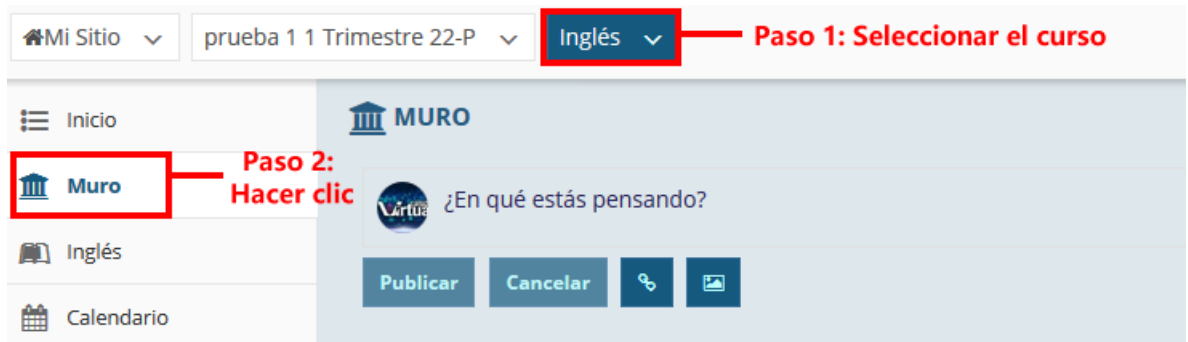 Mi Sitio
prueba 1 1 Trimestre 22-P
Inglés
Paso 1: Seleccionar el curso
Inicio
MURO
Muro
Paso 2:
Hacer clic
¿En qué estás pensando?
Inglés
Publicar
Cancelar
Calendario